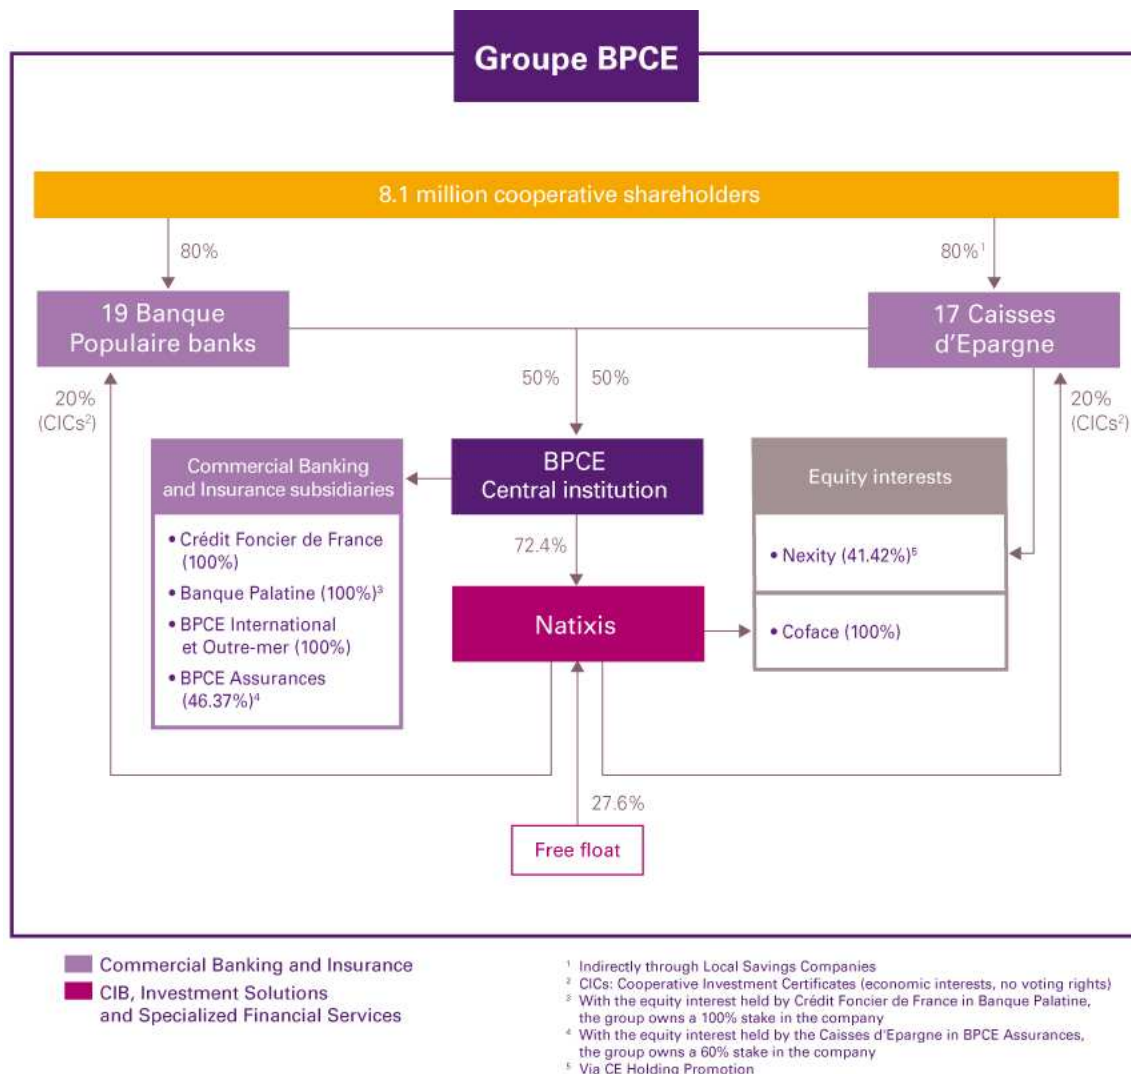 Groupe BPCE
8.1 million cooperative shareholders
80%
80%¹
19 Banque
Populaire banks
17 Caisses
d'Epargne
50%
50%
20%
(CICs²)
20%
(CICs²)
Commercial Banking
and Insurance subsidiaries
• Crédit Foncier de France
(100%)
• Banque Palatine (100%)³
• BPCE International
et Outre-mer (100%)
• BPCE Assurances
(46.37%)⁴
BPCE
Central institution
72.4%
Natixis
Equity interests
• Nexity (41.42%)⁵
• Coface (100%)
27.6%
Free float
Commercial Banking and Insurance
CIB, Investment Solutions
and Specialized Financial Services
¹ Indirectly through Local Savings Companies
² CICs: Cooperative Investment Certificates (economic interests, no voting rights)
³ With the equity interest held by Crédit Foncier de France in Banque Palatine,
the group owns a 100% stake in the company
⁴ With the equity interest held by the Caisses d'Epargne in BPCE Assurances,
the group owns a 60% stake in the company
⁵ Via CE Holding Promotion